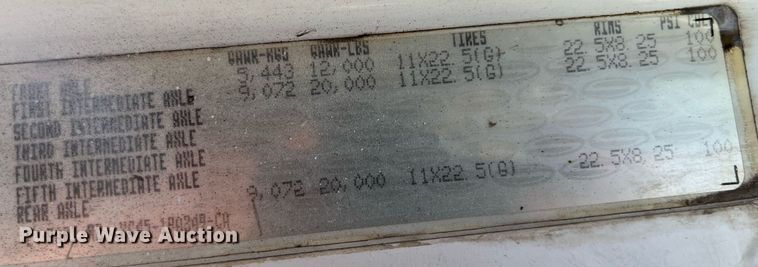 GAWR-KGS GAWR-LBS TIRES RIMS PSI
FRONT AXLE 5,443 12,000 11X22.5(G) 22.5X8.25 100
FIRST INTERMEDIATE AXLE 9,072 20,000 11X22.5(G) 22.5X8.25 100
SECOND INTERMEDIATE AXLE
THIRD INTERMEDIATE AXLE
FOURTH INTERMEDIATE AXLE
FIFTH INTERMEDIATE AXLE
REAR AXLE 9,072 20,000 11X22.5(G) 22.5X8.25 100
Purple Wave Auction